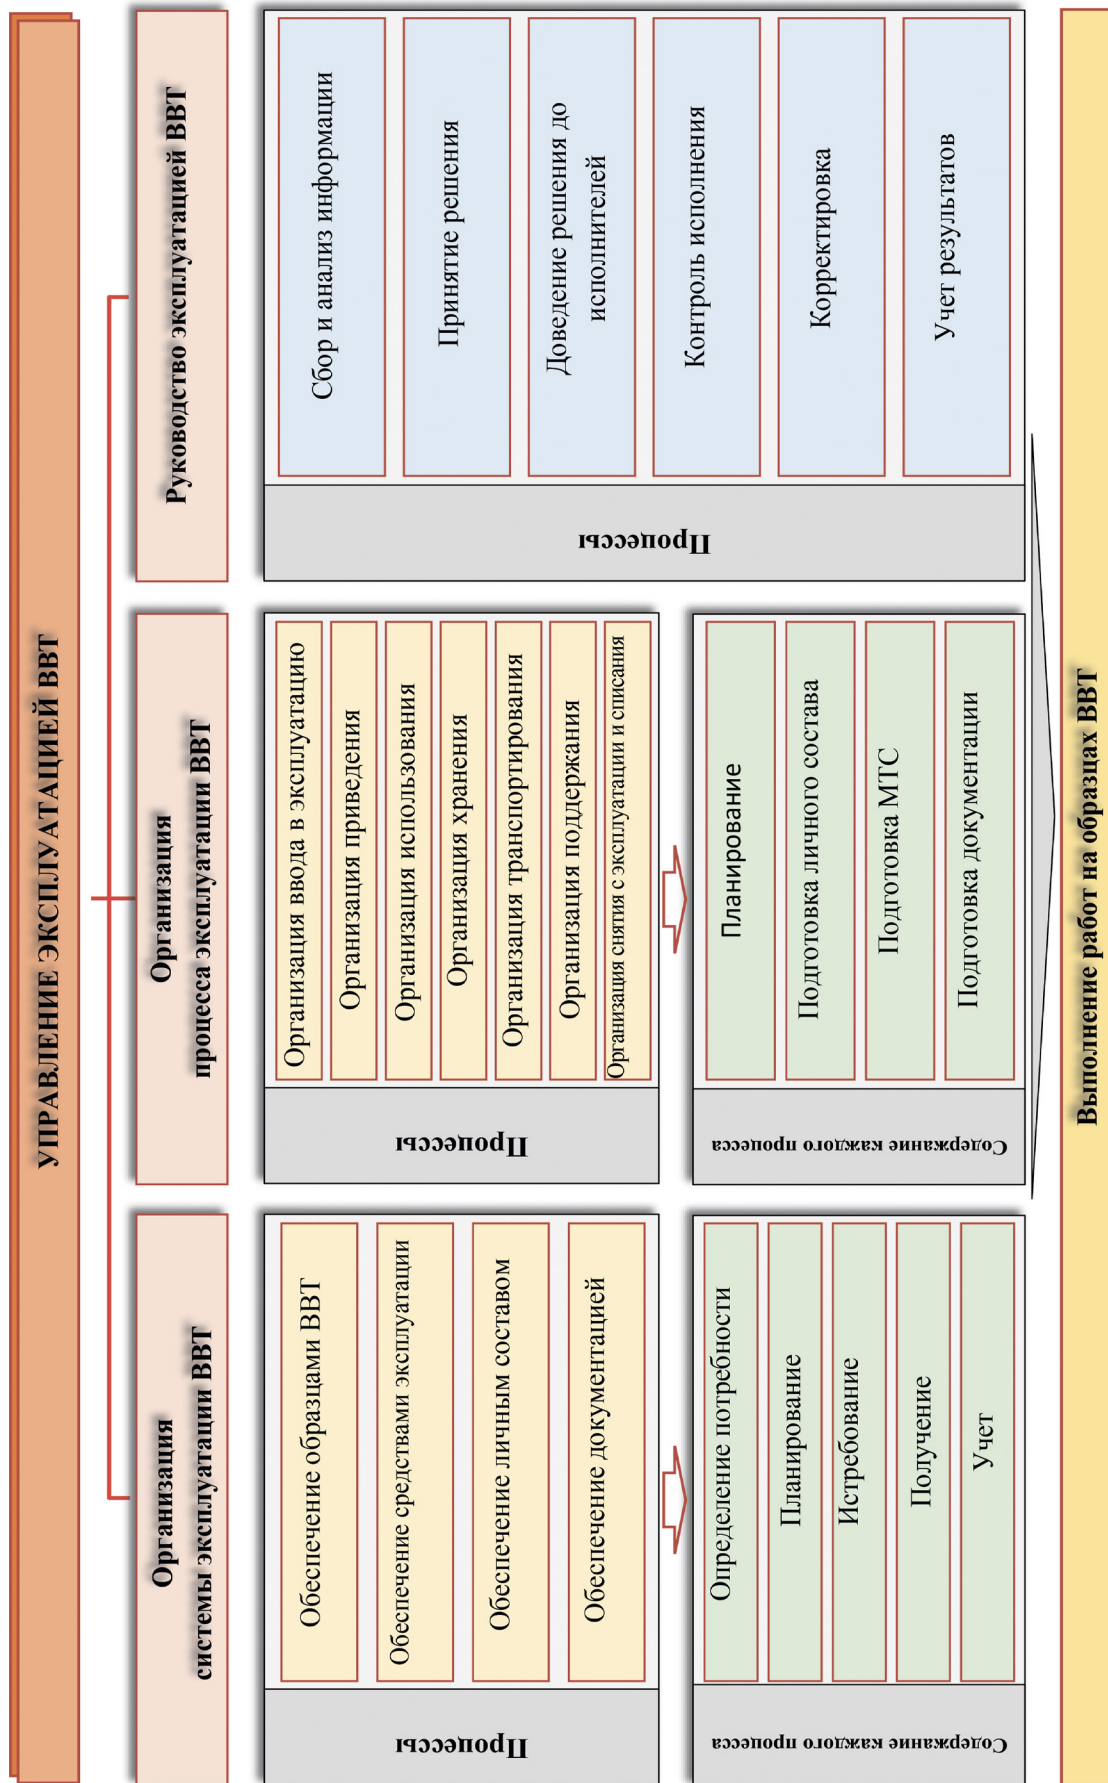 УПРАВЛЕНИЕ ЭКСПЛУАТАЦИЕЙ ВВТ
Организация
системы эксплуатации ВВТ
Процессы
Обеспечение образцами ВВТ
Обеспечение средствами эксплуатации
Обеспечение личным составом
Обеспечение документацией
Содержание каждого процесса
Определение потребности
Планирование
Истребование
Получение
Учет
Организация
процесса эксплуатации ВВТ
Процессы
Организация ввода в эксплуатацию
Организация приведения
Организация использования
Организация хранения
Организация транспортирования
Организация поддержания
Организация снятия с эксплуатации и списания
Содержание каждого процесса
Планирование
Подготовка личного состава
Подготовка МТС
Подготовка документации
Руководство эксплуатацией ВВТ
Процессы
Сбор и анализ информации
Принятие решения
Доведение решения до
исполнителей
Контроль исполнения
Корректировка
Учет результатов
Выполнение работ на образцах ВВТ